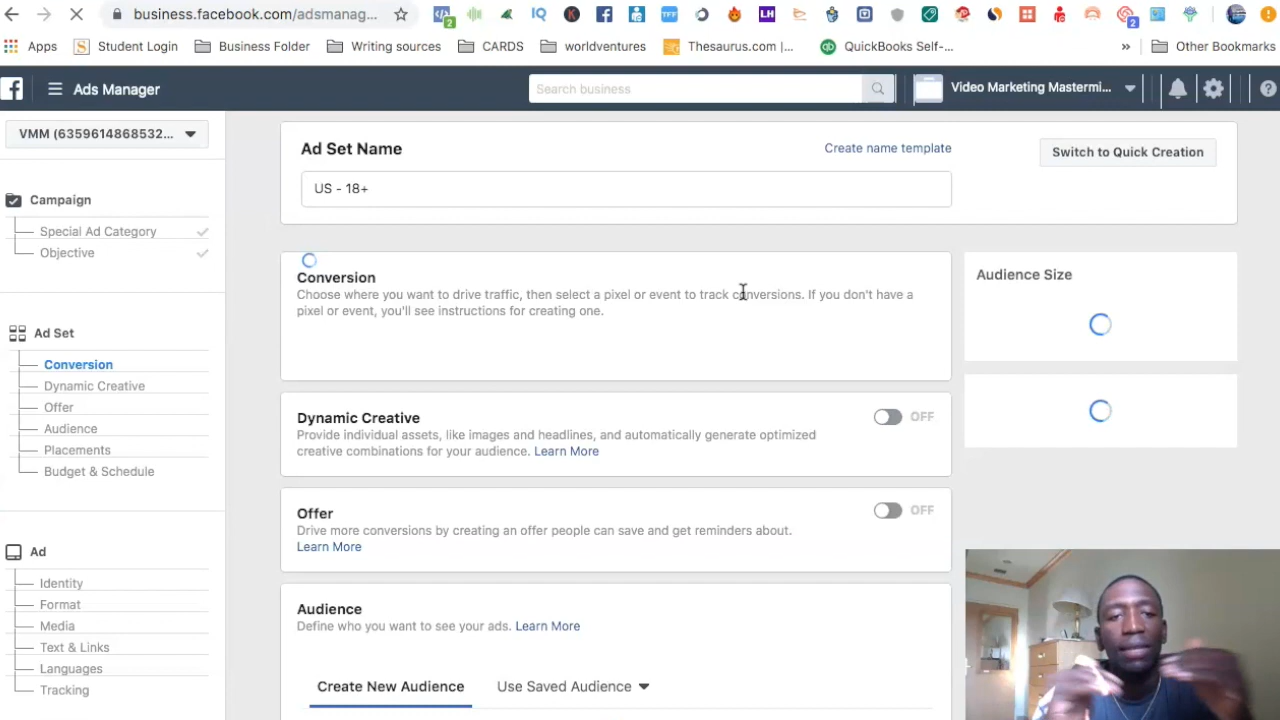 business.facebook.com/adsmanag...
Apps
Student Login
Business Folder
Writing sources
CARDS
worldventures
Thesaurus.com |...
QuickBooks Self-...
»
Other Bookmarks
Ads Manager
Search business
Video Marketing Mastermi...
VMM (6359614868532...
Campaign
Special Ad Category
Objective
Ad Set
Conversion
Dynamic Creative
Offer
Audience
Placements
Budget & Schedule
Ad
Identity
Format
Media
Text & Links
Languages
Tracking
Ad Set Name
Create name template
Switch to Quick Creation
US - 18+
Conversion
Choose where you want to drive traffic, then select a pixel or event to track conversions. If you don't have a
pixel or event, you'll see instructions for creating one.
Audience Size
Dynamic Creative
OFF
Provide individual assets, like images and headlines, and automatically generate optimized
creative combinations for your audience. Learn More
Offer
OFF
Drive more conversions by creating an offer people can save and get reminders about.
Learn More
Audience
Define who you want to see your ads. Learn More
Create New Audience
Use Saved Audience